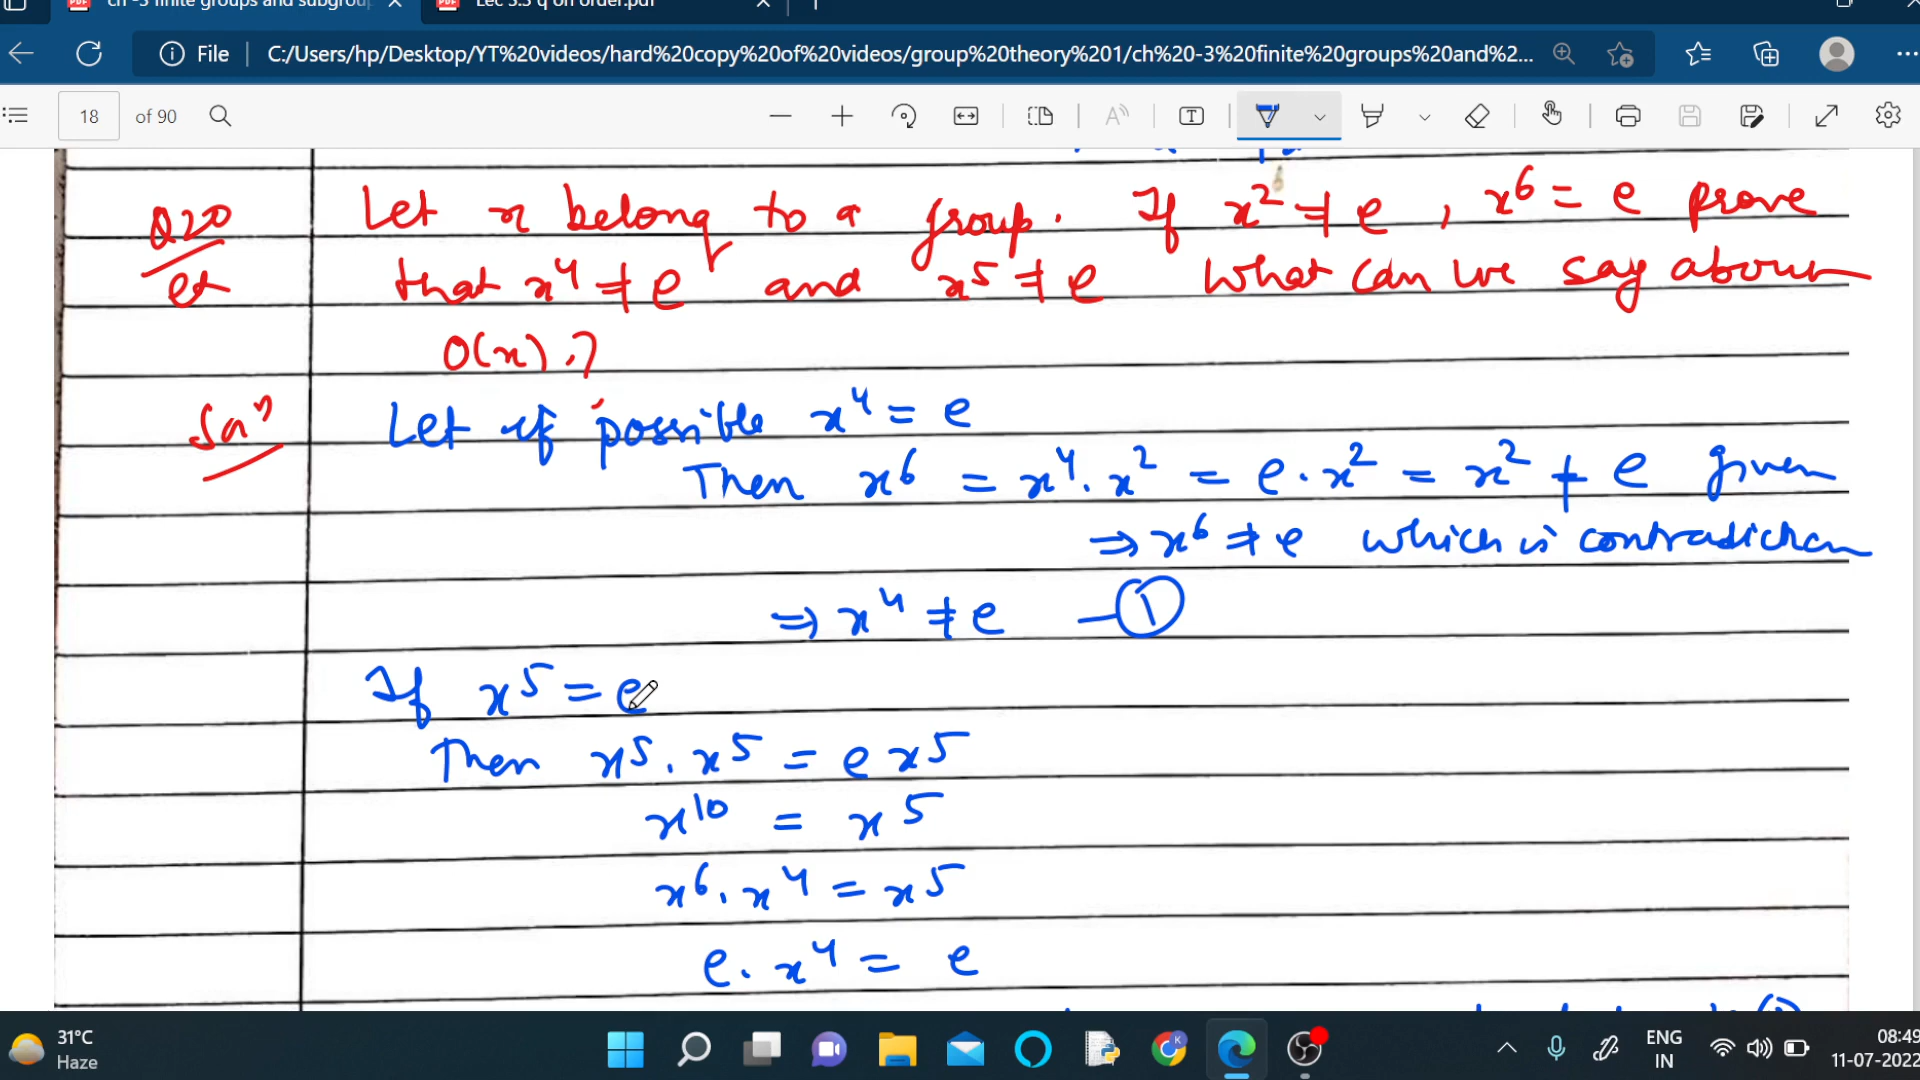 ch -3 finite groups and subgroup
Lec 3.3 q on order.pdf
File
C:/Users/hp/Desktop/YT%20videos/hard%20copy%20of%20videos/group%20theory%201/ch%20-3%20finite%20groups%20and%2...
18 of 90
Q20 Let x belong to a group. If x² ≠ e, x⁶ = e prove
et that x⁴ ≠ e and x⁵ ≠ e What can we say about
O(x)?
Solⁿ Let if possible x⁴ = e
Then x⁶ = x⁴. x² = e. x² = x² ≠ e given
⇒ x⁶ ≠ e which is contradiction
⇒ x⁴ ≠ e —①
If x⁵ = e
Then x⁵. x⁵ = e x⁵
x¹⁰ = x⁵
x⁶. x⁴ = x⁵
e. x⁴ = e
31°C
Haze
ENG
IN
08:49
11-07-2022